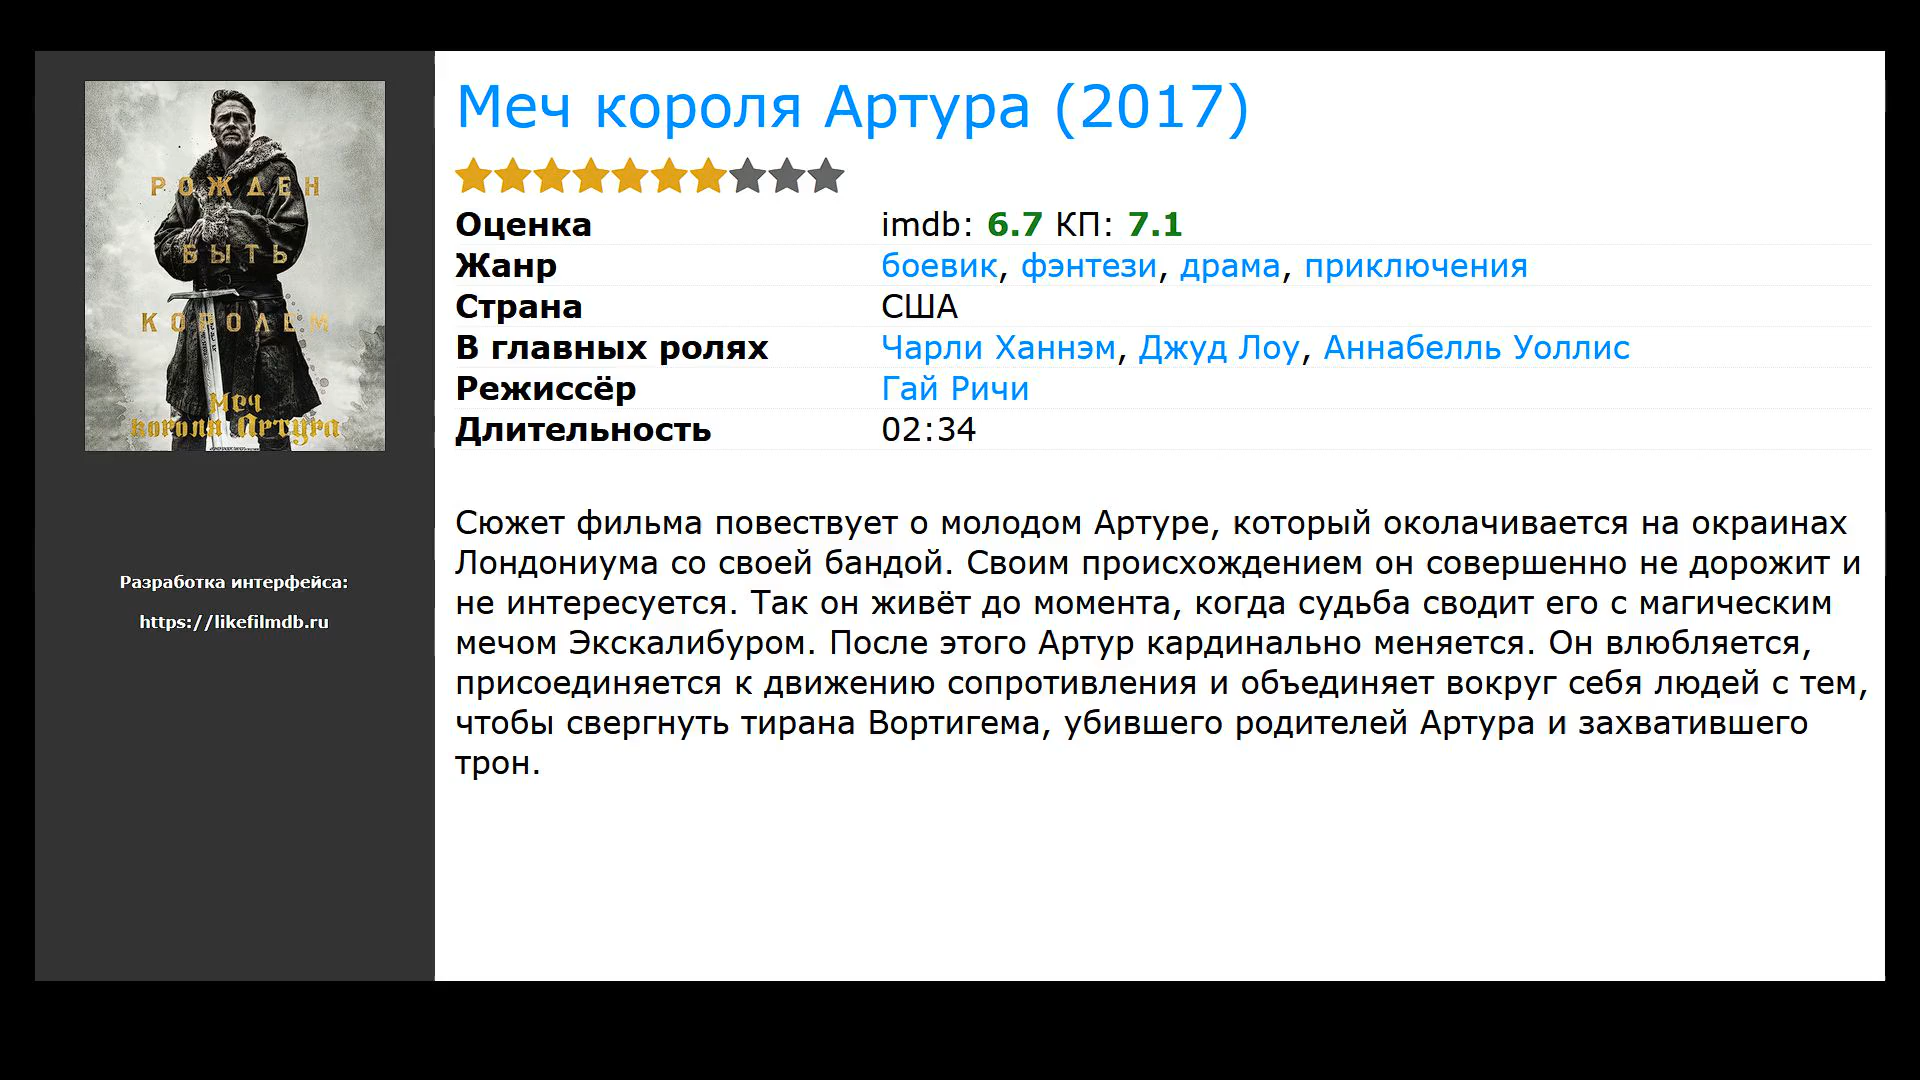 РОЖДЕН
БЫТЬ
КОРОЛЕМ
Меч
короля Артура
Разработка интерфейса:
https://likefilmdb.ru
Меч короля Артура (2017)
Оценка imdb: 6.7 КП: 7.1
Жанр боевик, фэнтези, драма, приключения
Страна США
В главных ролях Чарли Ханнэм, Джуд Лоу, Аннабелль Уоллис
Режиссёр Гай Ричи
Длительность 02:34
Сюжет фильма повествует о молодом Артуре, который околачивается на окраинах
Лондониума со своей бандой. Своим происхождением он совершенно не дорожит и
не интересуется. Так он живёт до момента, когда судьба сводит его с магическим
мечом Экскалибуром. После этого Артур кардинально меняется. Он влюбляется,
присоединяется к движению сопротивления и объединяет вокруг себя людей с тем,
чтобы свергнуть тирана Вортигема, убившего родителей Артура и захватившего
трон.